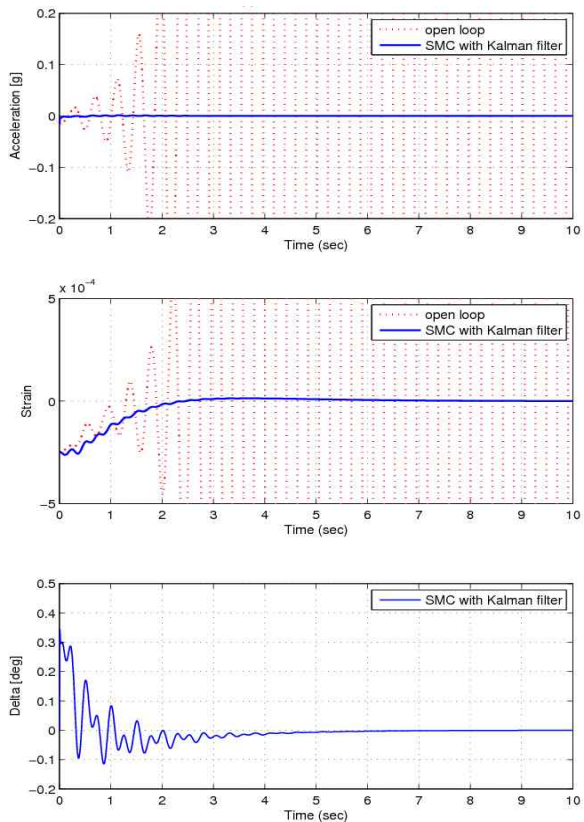 0.2
open loop
SMC with Kalman filter
0.1
0
−0.1
−0.2
Acceleration [g]
0 1 2 3 4 5 6 7 8 9 10
Time (sec)
x 10⁻⁴
5
open loop
SMC with Kalman filter
0
−5
Strain
0 1 2 3 4 5 6 7 8 9 10
Time (sec)
0.5
SMC with Kalman filter
0.4
0.3
0.2
0.1
0
−0.1
−0.2
Delta [deg]
0 1 2 3 4 5 6 7 8 9 10
Time (sec)